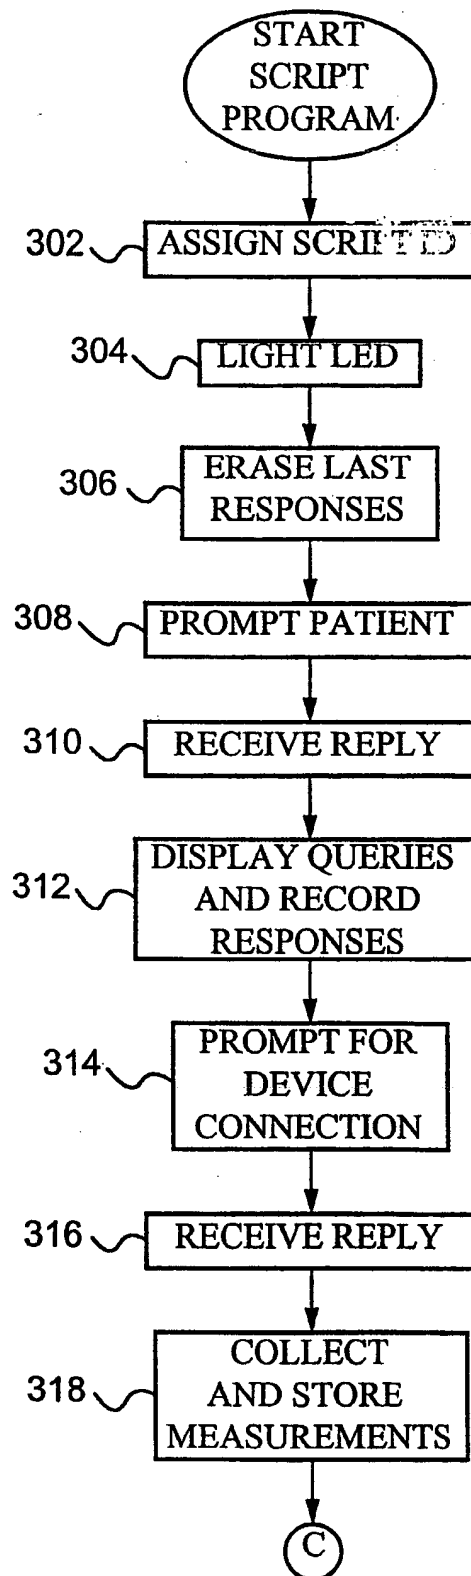 START
SCRIPT
PROGRAM
302 ASSIGN SCRIPT ID
304 LIGHT LED
306 ERASE LAST
RESPONSES
308 PROMPT PATIENT
310 RECEIVE REPLY
312 DISPLAY QUERIES
AND RECORD
RESPONSES
314 PROMPT FOR
DEVICE
CONNECTION
316 RECEIVE REPLY
318 COLLECT
AND STORE
MEASUREMENTS
C